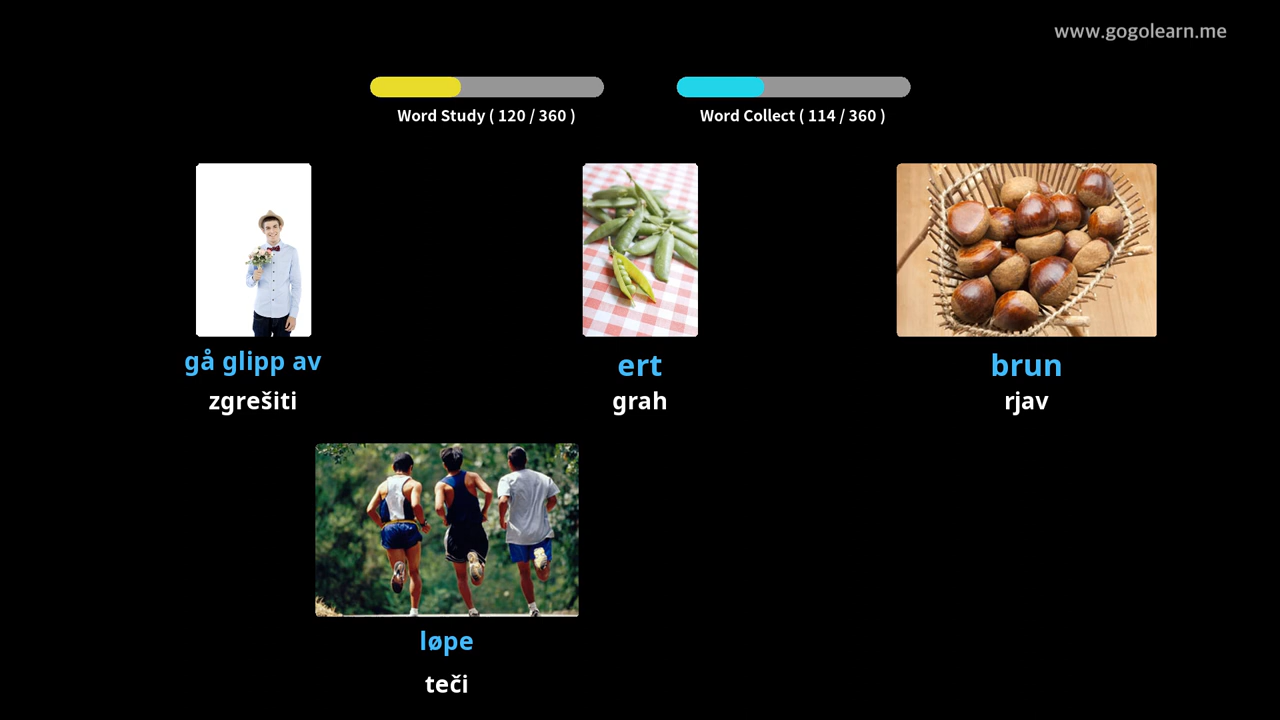 www.gogolearn.me
Word Study ( 120 / 360 )
Word Collect ( 114 / 360 )
gå glipp av
zgrešiti
ert
grah
brun
rjav
løpe
teči